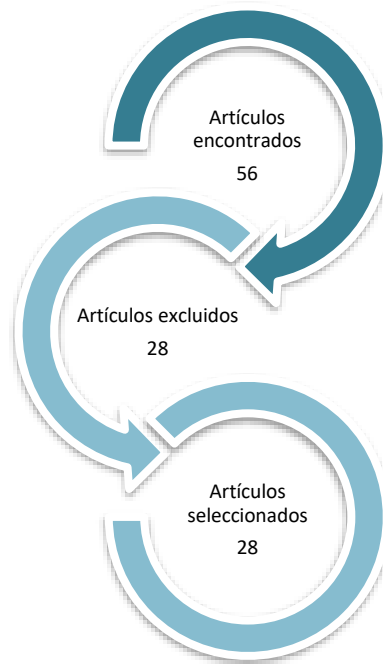 Artículos
encontrados
56
Artículos excluidos
28
Artículos
seleccionados
28